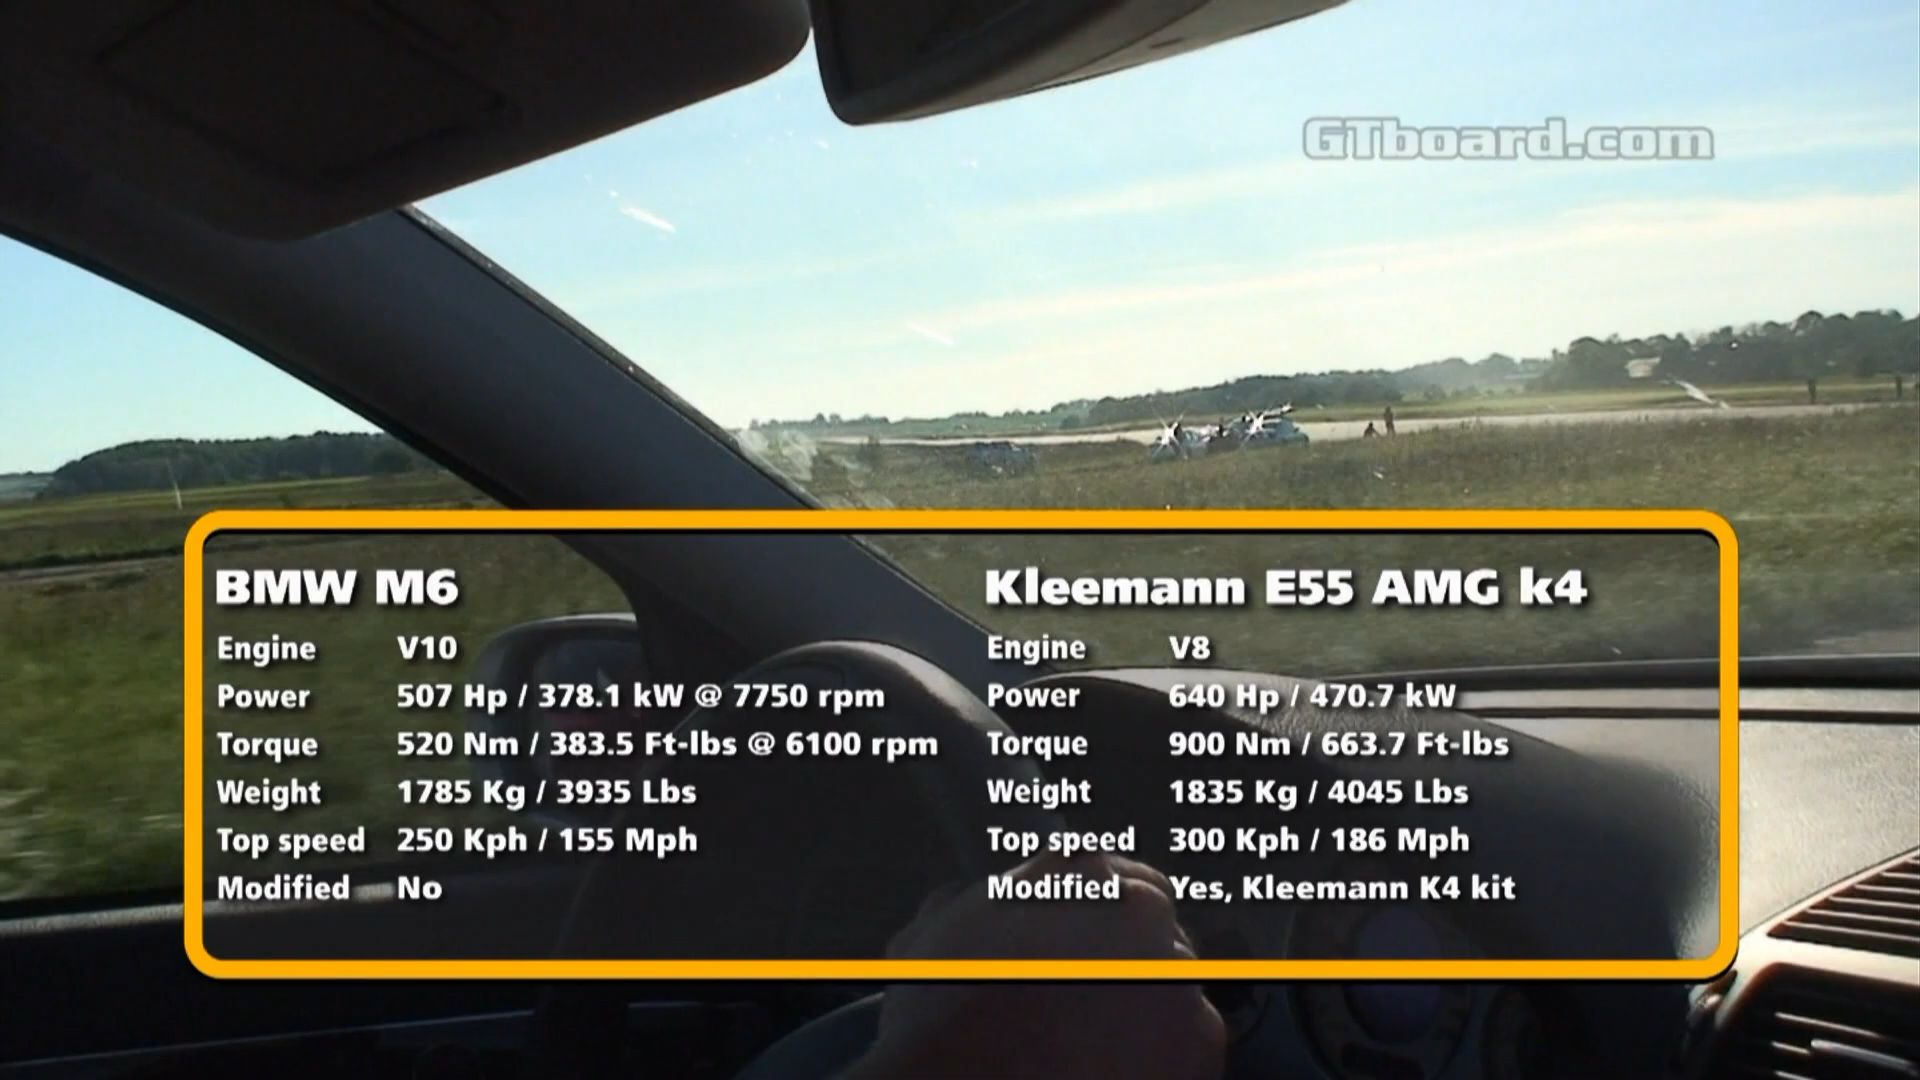 GTboard.com
BMW M6
Engine V10
Power 507 Hp / 378.1 kW @ 7750 rpm
Torque 520 Nm / 383.5 Ft-lbs @ 6100 rpm
Weight 1785 Kg / 3935 Lbs
Top speed 250 Kph / 155 Mph
Modified No
Kleemann E55 AMG k4
Engine V8
Power 640 Hp / 470.7 kW
Torque 900 Nm / 663.7 Ft-lbs
Weight 1835 Kg / 4045 Lbs
Top speed 300 Kph / 186 Mph
Modified Yes, Kleemann K4 kit